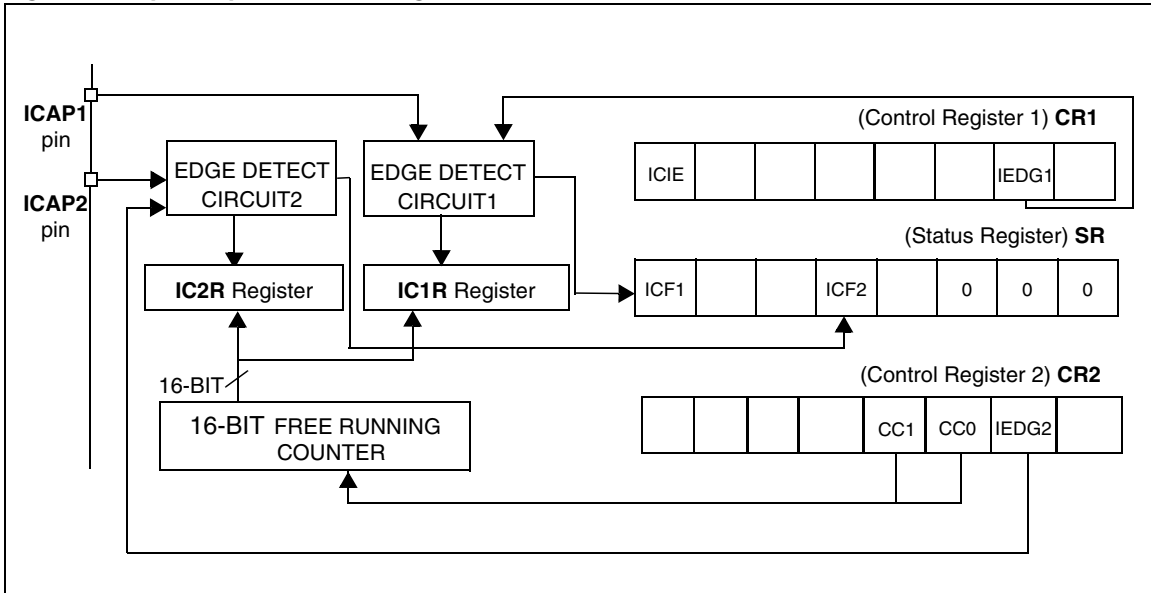 ICAP1
pin
ICAP2
pin
EDGE DETECT
CIRCUIT2
EDGE DETECT
CIRCUIT1
IC2R Register
IC1R Register
16-BIT
16-BIT FREE RUNNING
COUNTER
(Control Register 1) CR1
ICIE
IEDG1
(Status Register) SR
ICF1
ICF2
0
0
0
(Control Register 2) CR2
CC1
CC0
IEDG2